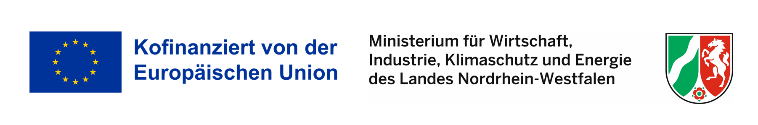 Kofinanziert von der
Europäischen Union
Ministerium für Wirtschaft,
Industrie, Klimaschutz und Energie
des Landes Nordrhein-Westfalen